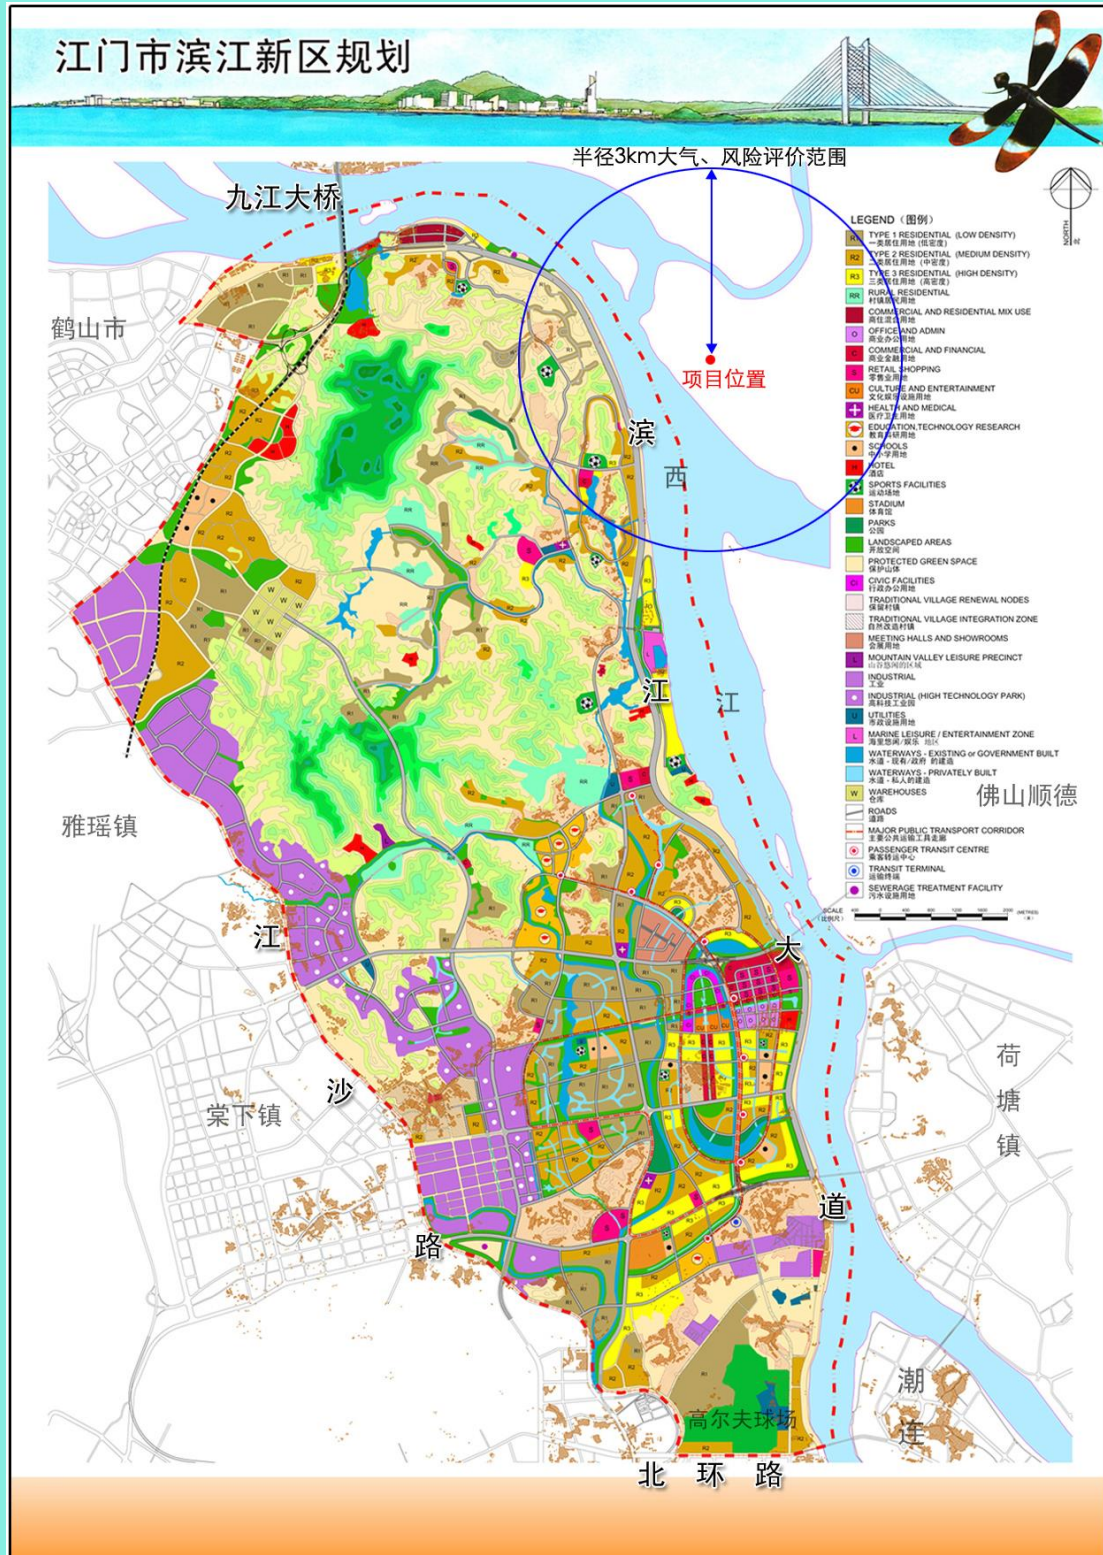 江门市滨江新区规划
半径3km大气、风险评价范围
九江大桥
鹤山市
项目位置
滨
西
江
江
佛山顺德
雅瑶镇
江
大
沙
棠下镇
荷
塘
镇
道
路
潮
连
高尔夫球场
北 环 路
NORTH
LEGEND（图例）
R1 TYPE 1 RESIDENTIAL (LOW DENSITY)
一类居住用地 (低密度)
R2 TYPE 2 RESIDENTIAL (MEDIUM DENSITY)
二类居住用地 (中密度)
R3 TYPE 3 RESIDENTIAL (HIGH DENSITY)
三类居住用地 (高密度)
RR RURAL RESIDENTIAL
村镇居民用地
COMMERCIAL AND RESIDENTIAL MIX USE
商住混合用地
O OFFICE AND ADMIN
商业办公用地
C COMMERCIAL AND FINANCIAL
商业金融用地
S RETAIL SHOPPING
零售业用地
CU CULTURE AND ENTERTAINMENT
文化娱乐设施用地
HEALTH AND MEDICAL
医疗卫生用地
EDUCATION,TECHNOLOGY RESEARCH
教育科研用地
SCHOOLS
中小学用地
H HOTEL
酒店
SPORTS FACILITIES
运动场地
STADIUM
体育馆
PARKS
公园
LANDSCAPED AREAS
开放空间
PROTECTED GREEN SPACE
保护山体
CI CIVIC FACILITIES
行政办公用地
TRADITIONAL VILLAGE RENEWAL NODES
保留村镇
TRADITIONAL VILLAGE INTEGRATION ZONE
自然改造村镇
MEETING HALLS AND SHOWROOMS
会展用地
L MOUNTAIN VALLEY LEISURE PRECINCT
山谷悠闲的区域
INDUSTRIAL
工业
INDUSTRIAL (HIGH TECHNOLOGY PARK)
高科技工业园
U UTILITIES
市政设施用地
L MARINE LEISURE / ENTERTAINMENT ZONE
海里悠闲/娱乐 地区
WATERWAYS - EXISTING or GOVERNMENT BUILT
水道 - 现有/政府 的建造
WATERWAYS - PRIVATELY BUILT
水道 - 私人的建造
W WAREHOUSES
仓库
ROADS
道路
MAJOR PUBLIC TRANSPORT CORRIDOR
主要公共运输工具走廊
PASSENGER TRANSIT CENTRE
乘客转运中心
TRANSIT TERMINAL
运输终端
SEWERAGE TREATMENT FACILITY
污水设施用地
SCALE
(比例尺)
(METRES)